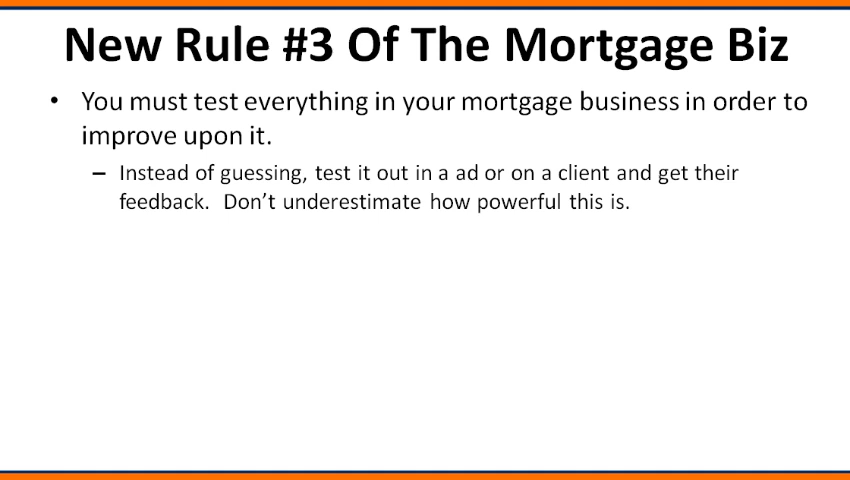 New Rule #3 Of The Mortgage Biz
• You must test everything in your mortgage business in order to
improve upon it.
– Instead of guessing, test it out in a ad or on a client and get their
feedback.  Don’t underestimate how powerful this is.